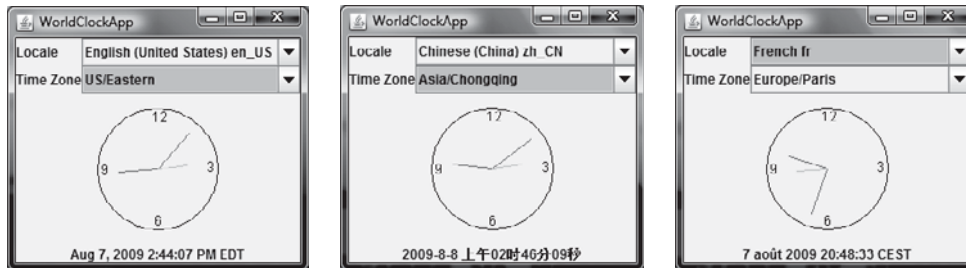 WorldClockApp
Locale English (United States) en_US
Time Zone US/Eastern
12
9 3
6
Aug 7, 2009 2:44:07 PM EDT
WorldClockApp
Locale Chinese (China) zh_CN
Time Zone Asia/Chongqing
12
9 3
6
2009-8-8 上午02时46分09秒
WorldClockApp
Locale French fr
Time Zone Europe/Paris
12
9 3
6
7 août 2009 20:48:33 CEST